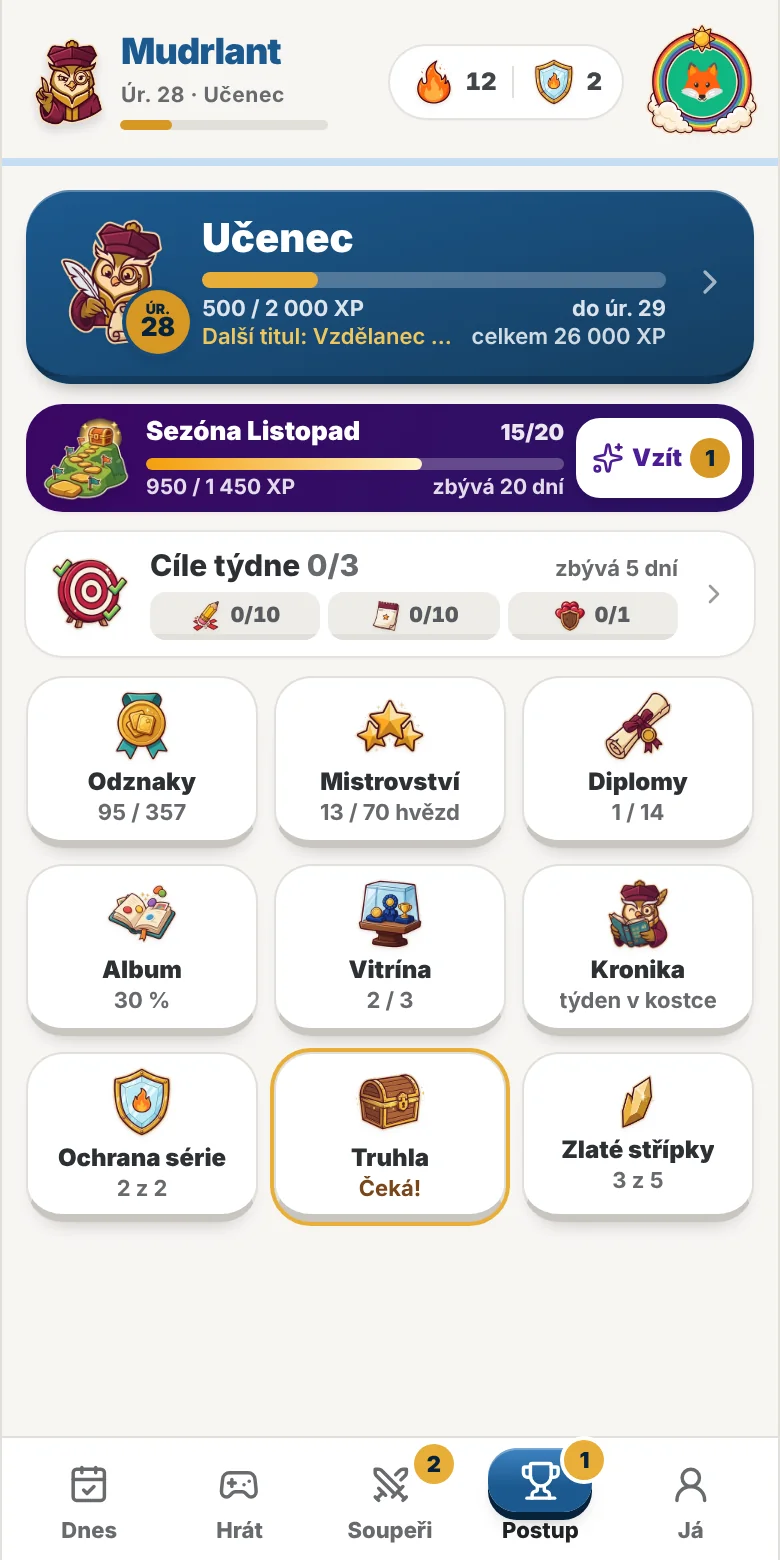 Mudrlant
Úr. 28 · Učenec
12
2
Učenec
ÚR.
28
500 / 2 000 XP
do úr. 29
Další titul: Vzdělanec ...
celkem 26 000 XP
Sezóna Listopad
15/20
950 / 1 450 XP
zbývá 20 dní
Vzít 1
Cíle týdne 0/3
zbývá 5 dní
0/10
0/10
0/1
Odznaky
95 / 357
Mistrovství
13 / 70 hvězd
Diplomy
1 / 14
Album
30 %
Vitrína
2 / 3
Kronika
týden v kostce
Ochrana série
2 z 2
Truhla
Čeká!
Zlaté střípky
3 z 5
Dnes
Hrát
2
Soupeři
1
Postup
Já